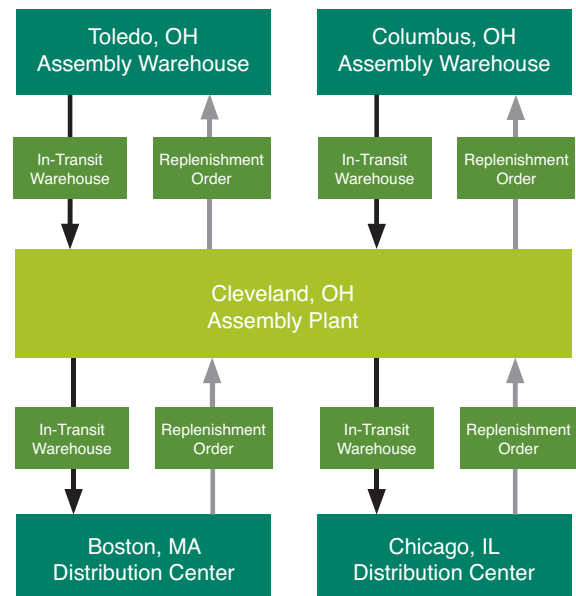 Toledo, OH
Assembly Warehouse
Columbus, OH
Assembly Warehouse
In-Transit
Warehouse
Replenishment
Order
In-Transit
Warehouse
Replenishment
Order
Cleveland, OH
Assembly Plant
In-Transit
Warehouse
Replenishment
Order
In-Transit
Warehouse
Replenishment
Order
Boston, MA
Distribution Center
Chicago, IL
Distribution Center